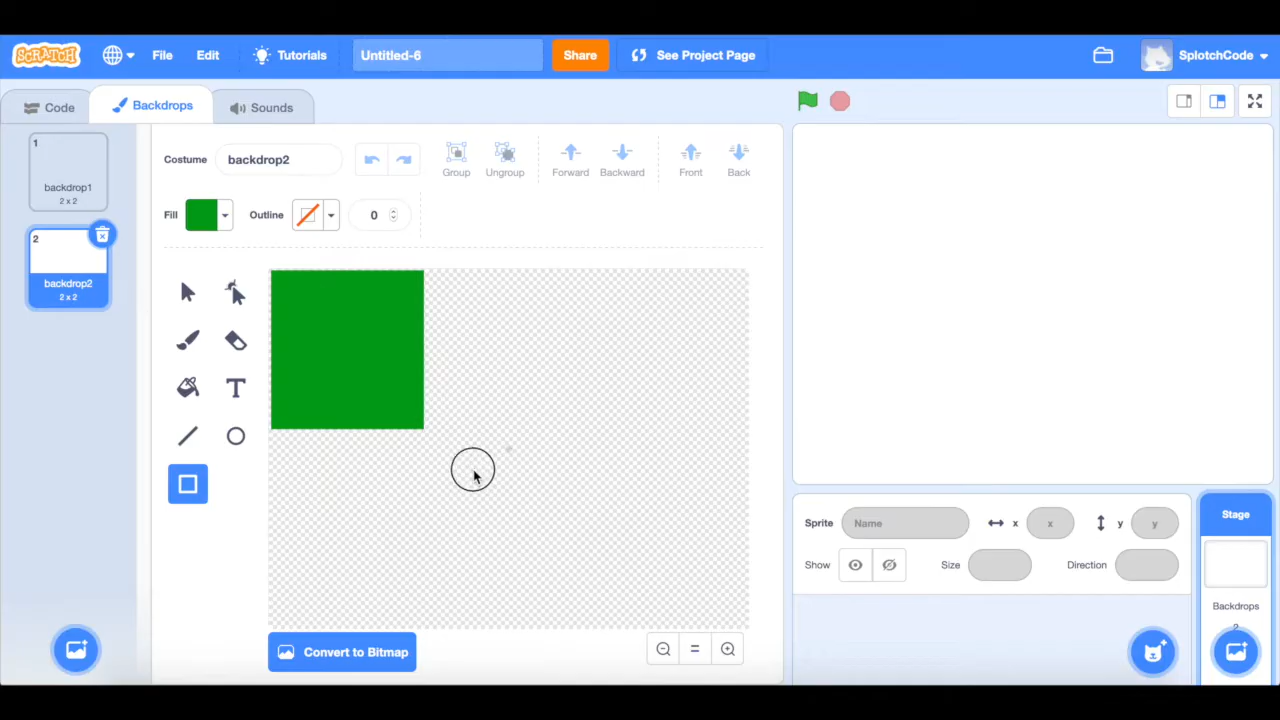 SCRATCH File Edit Tutorials Untitled-6 Share See Project Page SplotchCode
Code Backdrops Sounds
1
backdrop1
2 x 2
2
backdrop2
2 x 2
Costume backdrop2 Group Ungroup Forward Backward Front Back
Fill Outline 0
T
Convert to Bitmap
=
Sprite Name x x y y
Show Size Direction
Stage
Backdrops
2